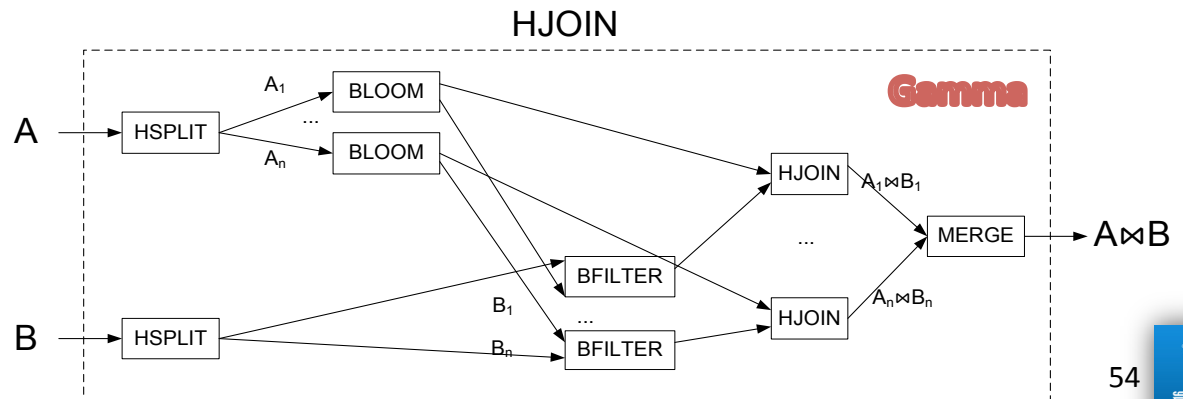 HJOIN
Gamma
A
HSPLIT
A1
...
An
BLOOM
BLOOM
B
HSPLIT
B1
...
Bn
BFILTER
BFILTER
HJOIN
...
HJOIN
A1⋈B1
An⋈Bn
MERGE
A⋈B
54